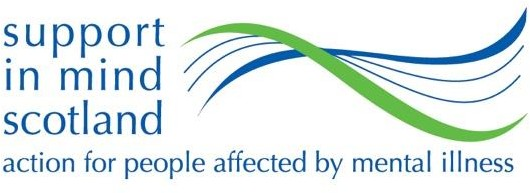 support
in mind
scotland
action for people affected by mental illness